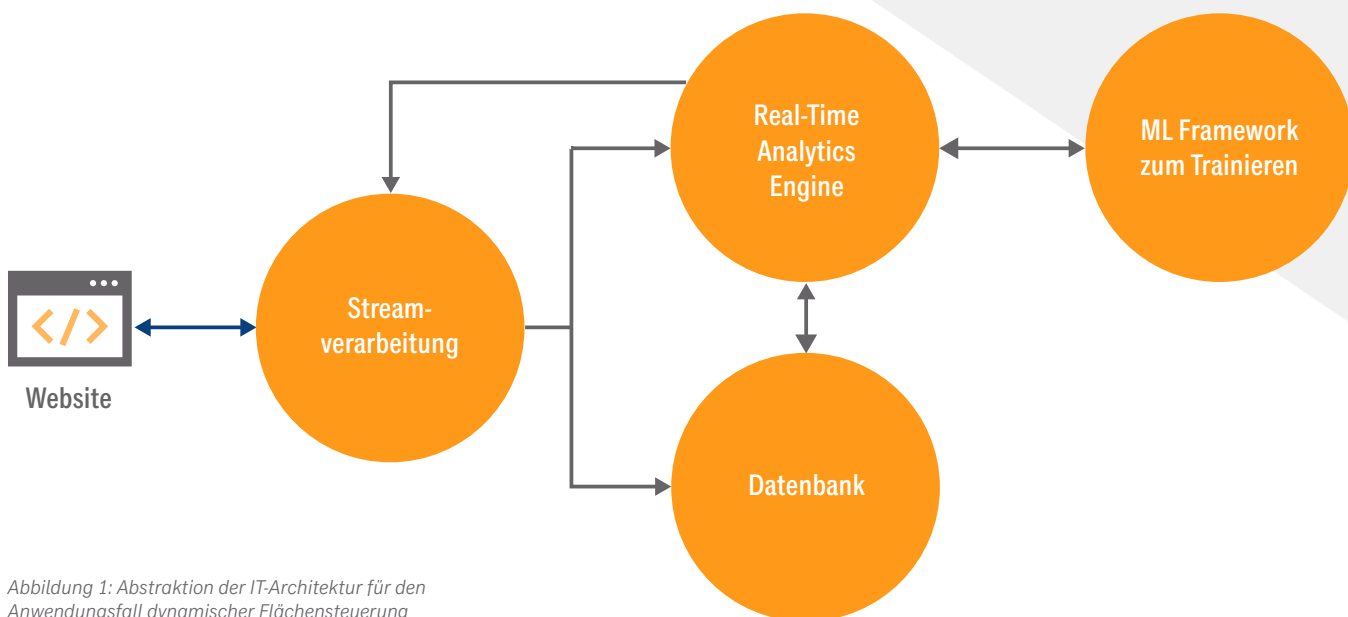 Real-Time
Analytics
Engine
ML Framework
zum Trainieren
</>
Stream-
verarbeitung
Website
Datenbank
Abbildung 1: Abstraktion der IT-Architektur für den
Anwendungsfall dynamischer Flächensteuerung